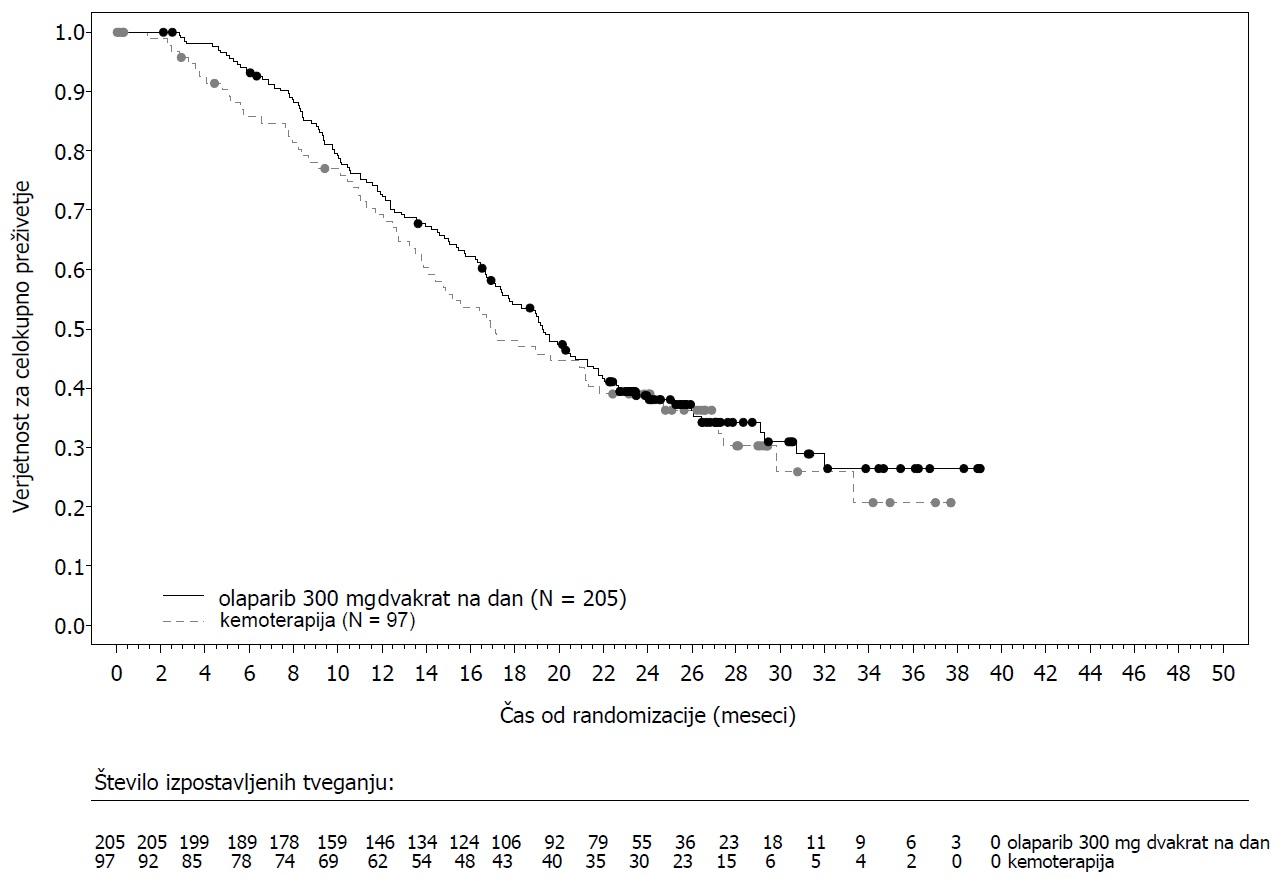 1.0
0.9
0.8
0.7
0.6
0.5
0.4
0.3
0.2
0.1
0.0
Verjetnost za celokupno preživetje
olaparib 300 mgdvakrat na dan (N = 205)
kemoterapija (N = 97)
0 2 4 6 8 10 12 14 16 18 20 22 24 26 28 30 32 34 36 38 40 42 44 46 48 50
Čas od randomizacije (meseci)
Število izpostavljenih tveganju:
205 205 199 189 178 159 146 134 124 106 92 79 55 36 23 18 11 9 6 3 0 olaparib 300 mg dvakrat na dan
97 92 85 78 74 69 62 54 48 43 40 35 30 23 15 6 5 4 2 0 0 kemoterapija